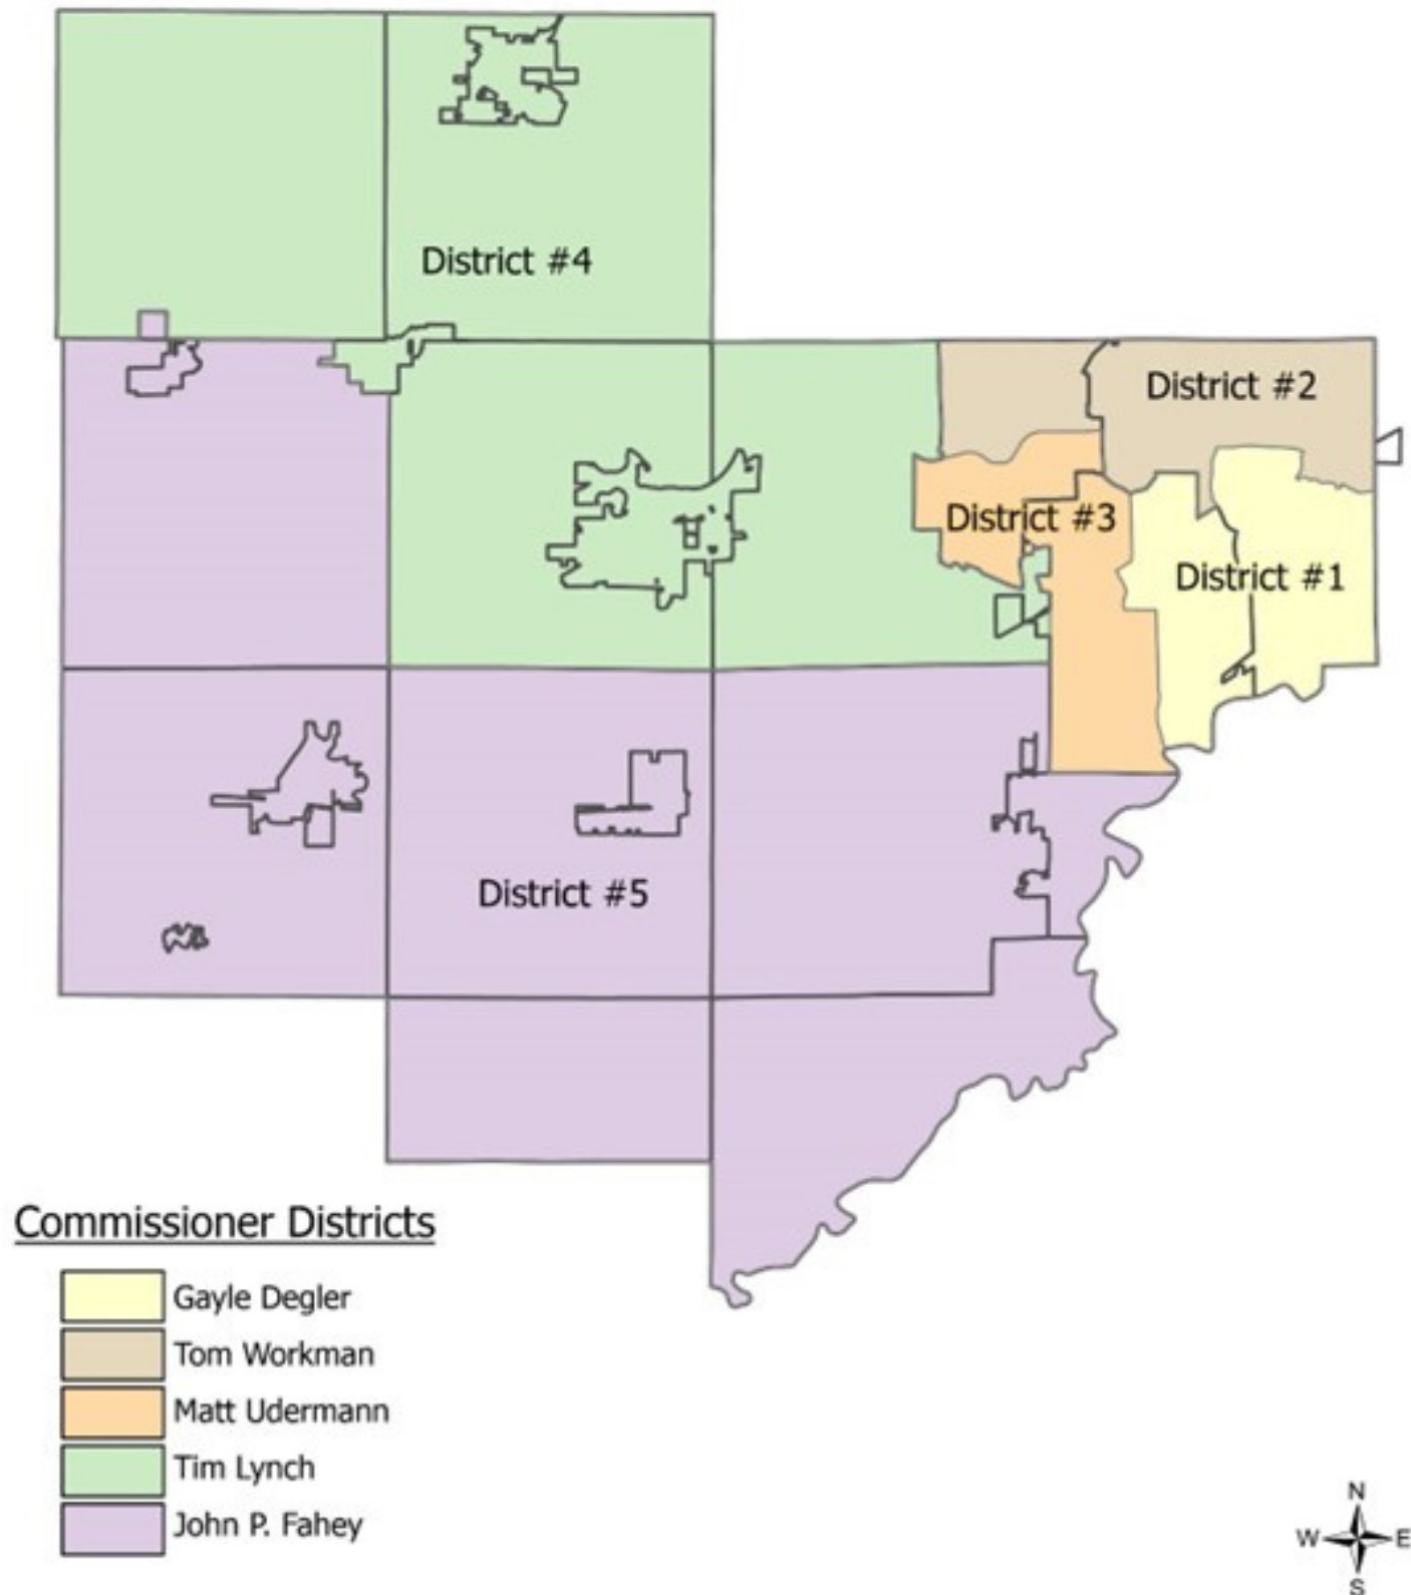 District #4
District #2
District #3
District #1
District #5
Commissioner Districts
Gayle Degler
Tom Workman
Matt Udermann
Tim Lynch
John P. Fahey
N
W E
S